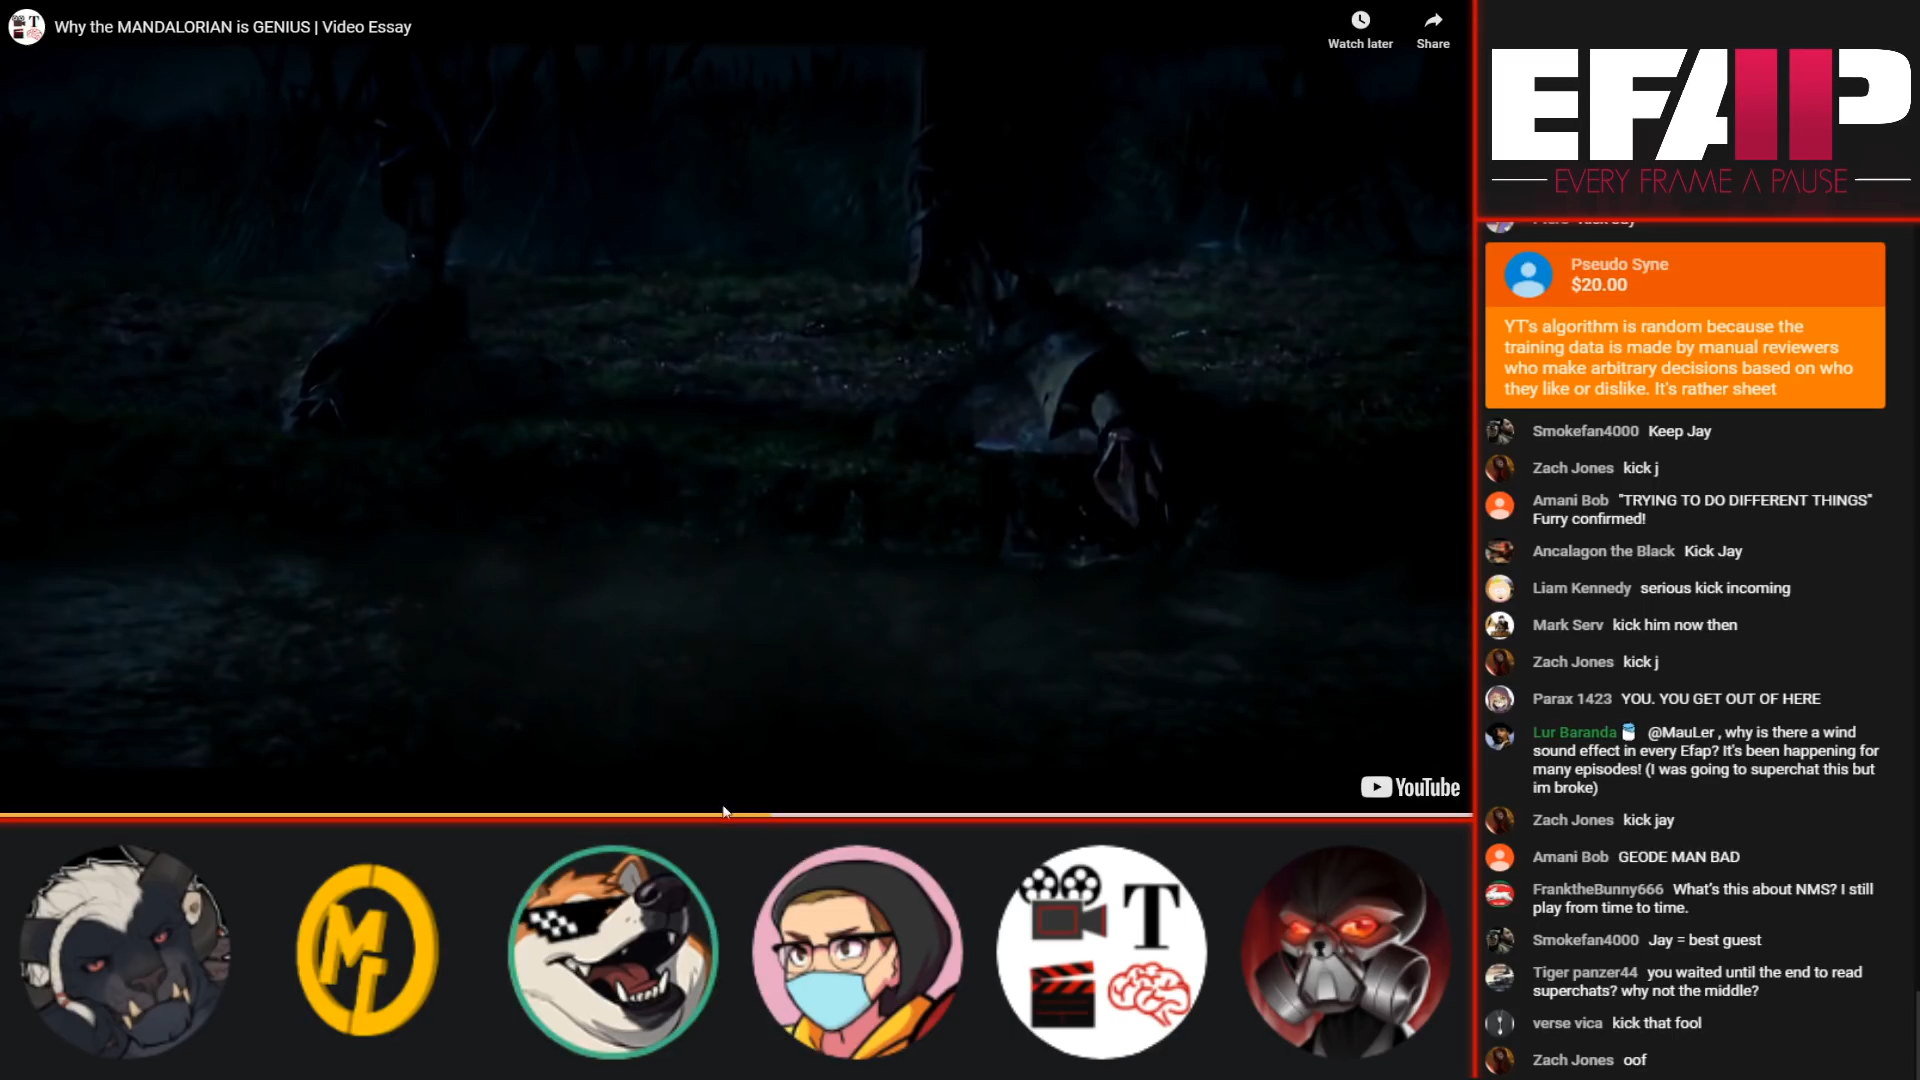 Why the MANDALORIAN is GENIUS | Video Essay
Watch later
Share
EFAP
EVERY FRAME A PAUSE
Pseudo Syne
$20.00
YT's algorithm is random because the
training data is made by manual reviewers
who make arbitrary decisions based on who
they like or dislike. It's rather sheet
Smokefan4000 Keep Jay
Zach Jones kick j
Amani Bob "TRYING TO DO DIFFERENT THINGS"
Furry confirmed!
Ancalagon the Black Kick Jay
Liam Kennedy serious kick incoming
Mark Serv kick him now then
Zach Jones kick j
Parax 1423 YOU. YOU GET OUT OF HERE
Lur Baranda @MauLer , why is there a wind
sound effect in every Efap? It's been happening for
many episodes! (I was going to superchat this but
im broke)
Zach Jones kick jay
Amani Bob GEODE MAN BAD
FranktheBunny666 What's this about NMS? I still
play from time to time.
Smokefan4000 Jay = best guest
Tiger panzer44 you waited until the end to read
superchats? why not the middle?
verse vica kick that fool
Zach Jones oof
YouTube
T